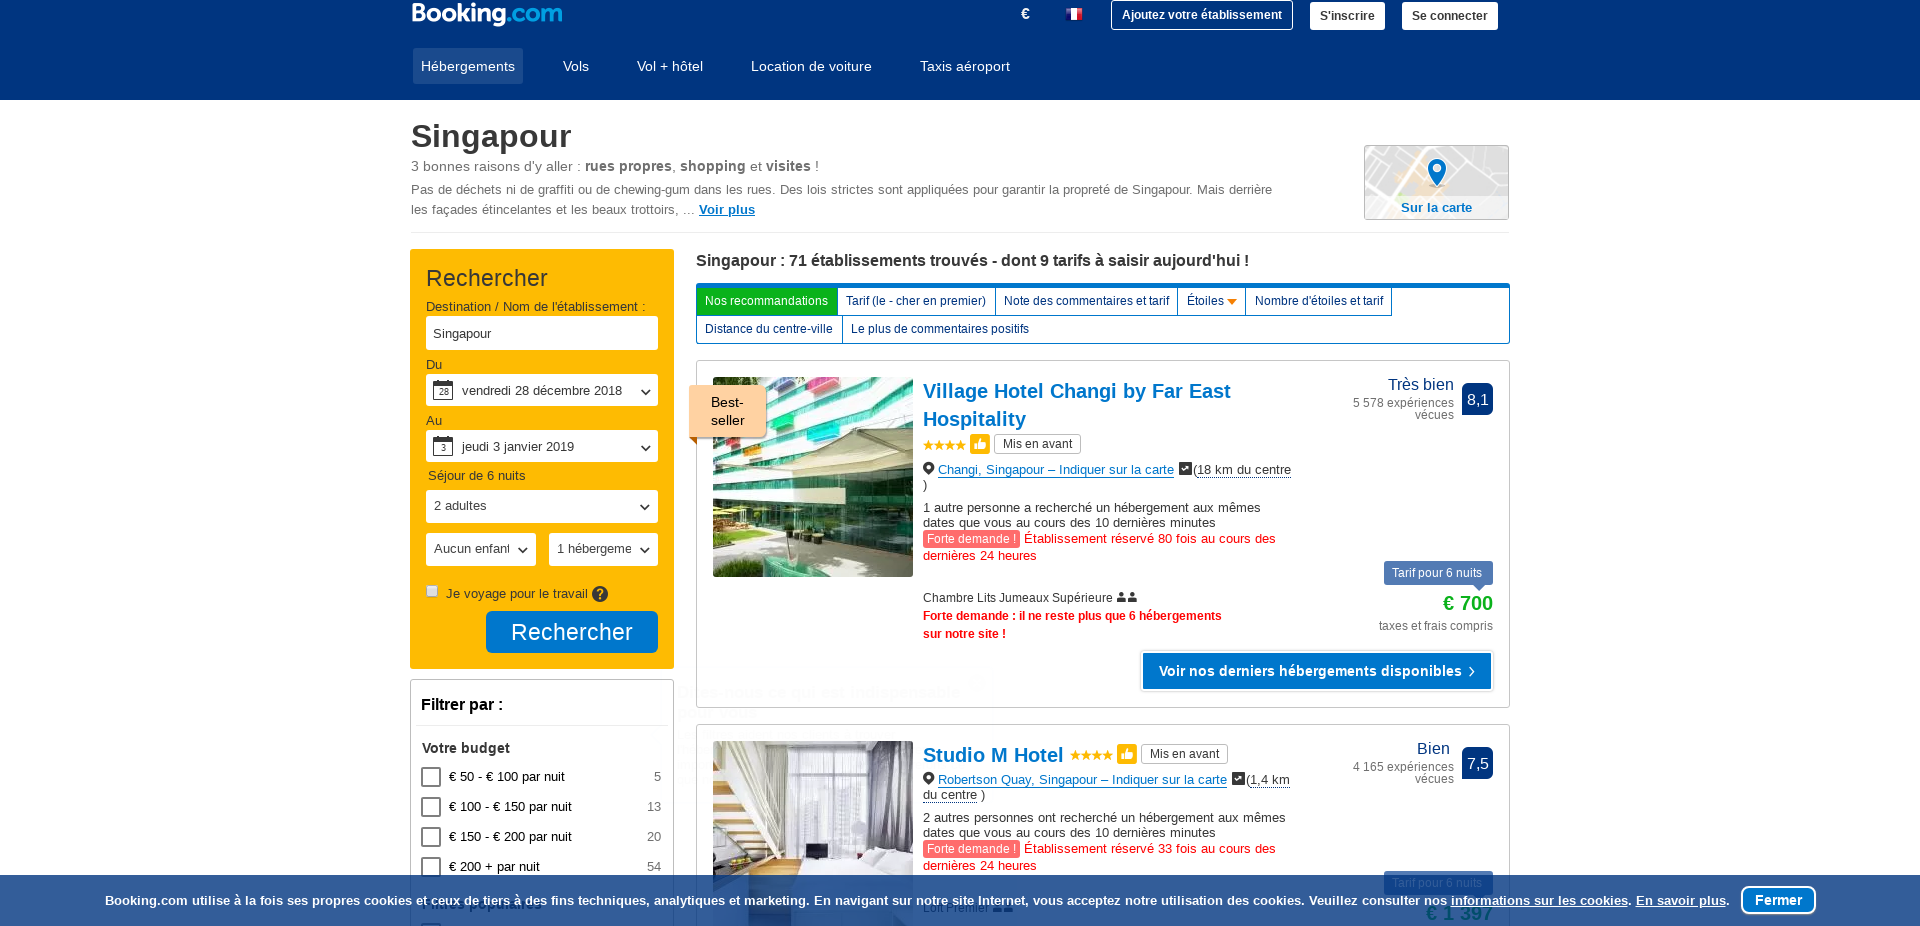 Booking.com
€
Ajoutez votre établissement
S'inscrire
Se connecter
Hébergements
Vols
Vol + hôtel
Location de voiture
Taxis aéroport
Singapour
3 bonnes raisons d'y aller : rues propres, shopping et visites !
Pas de déchets ni de graffiti ou de chewing-gum dans les rues. Des lois strictes sont appliquées pour garantir la propreté de Singapour. Mais derrière
les façades étincelantes et les beaux trottoirs, ... Voir plus
Sur la carte
Rechercher
Destination / Nom de l'établissement :
Singapour
Du
28
vendredi 28 décembre 2018
Au
3
jeudi 3 janvier 2019
Séjour de 6 nuits
2 adultes
Aucun enfant
1 hébergeme
Je voyage pour le travail ?
Rechercher
Filtrer par :
Votre budget
€ 50 - € 100 par nuit 5
€ 100 - € 150 par nuit 13
€ 150 - € 200 par nuit 20
€ 200 + par nuit 54
Singapour : 71 établissements trouvés - dont 9 tarifs à saisir aujourd'hui !
Nos recommandations
Tarif (le - cher en premier)
Note des commentaires et tarif
Étoiles
Nombre d'étoiles et tarif
Distance du centre-ville
Le plus de commentaires positifs
Best-
seller
Village Hotel Changi by Far East
Hospitality
Mis en avant
Changi, Singapour – Indiquer sur la carte (18 km du centre
)
1 autre personne a recherché un hébergement aux mêmes
dates que vous au cours des 10 dernières minutes
Forte demande ! Établissement réservé 80 fois au cours des
dernières 24 heures
Chambre Lits Jumeaux Supérieure
Forte demande : il ne reste plus que 6 hébergements
sur notre site !
Très bien
5 578 expériences
vécues
8,1
Tarif pour 6 nuits
€ 700
taxes et frais compris
Voir nos derniers hébergements disponibles
Studio M Hotel
Mis en avant
Robertson Quay, Singapour – Indiquer sur la carte (1,4 km
du centre )
2 autres personnes ont recherché un hébergement aux mêmes
dates que vous au cours des 10 dernières minutes
Forte demande ! Établissement réservé 33 fois au cours des
dernières 24 heures
Loft Premier
Bien
4 165 expériences
vécues
7,5
Tarif pour 6 nuits
€ 1 397
Booking.com utilise à la fois ses propres cookies et ceux de tiers à des fins techniques, analytiques et marketing. En navigant sur notre site Internet, vous acceptez notre utilisation des cookies. Veuillez consulter nos informations sur les cookies. En savoir plus.
Fermer